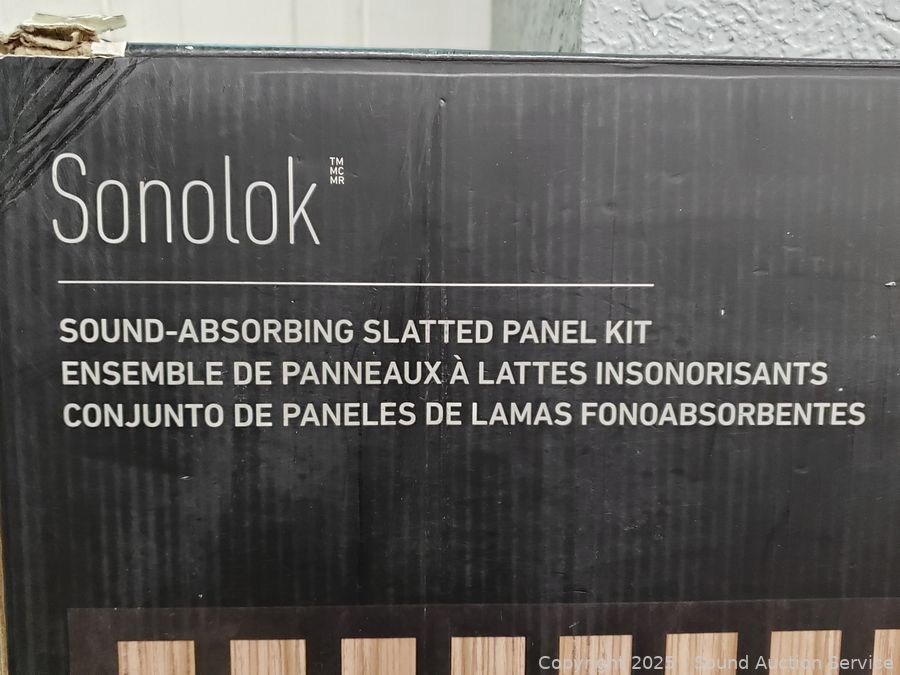 Sonolok
TM
MC
MR
SOUND-ABSORBING SLATTED PANEL KIT
ENSEMBLE DE PANNEAUX À LATTES INSONORISANTS
CONJUNTO DE PANELES DE LAMAS FONOABSORBENTES
Copyright 2025 - Sound Auction Service